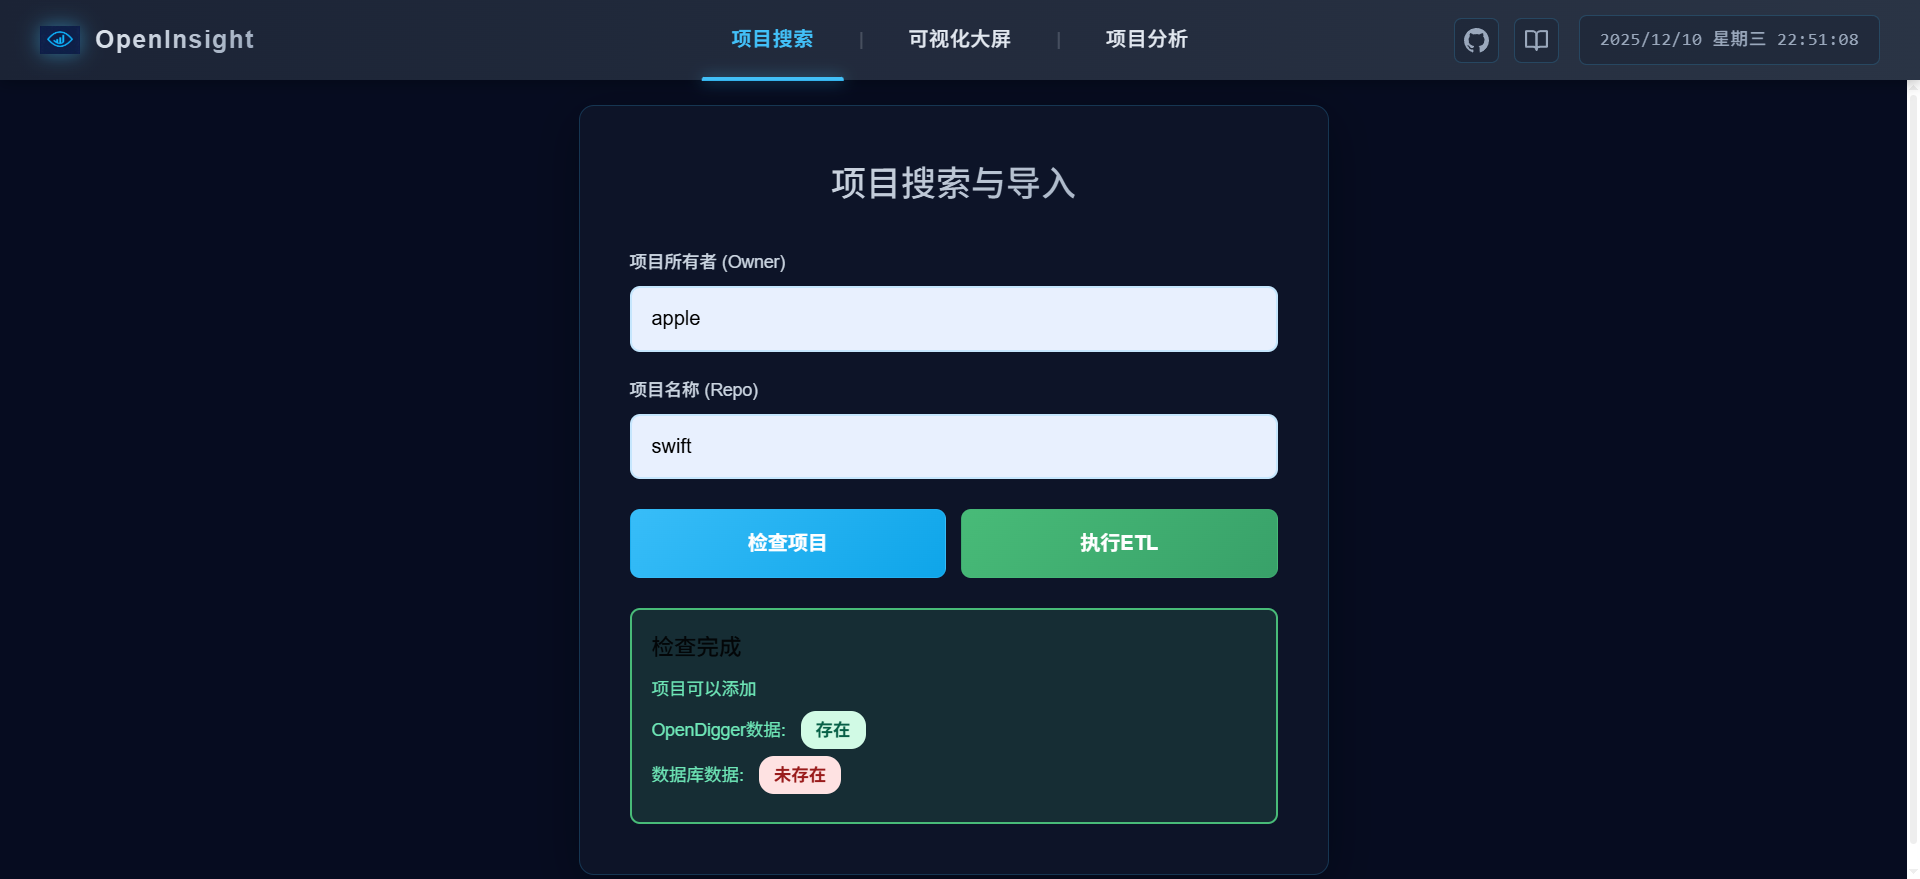 OpenInsight
项目搜索 | 可视化大屏 | 项目分析
2025/12/10 星期三 22:51:08
项目搜索与导入
项目所有者 (Owner)
apple
项目名称 (Repo)
swift
检查项目
执行ETL
检查完成
项目可以添加
OpenDigger数据: 存在
数据库数据: 未存在